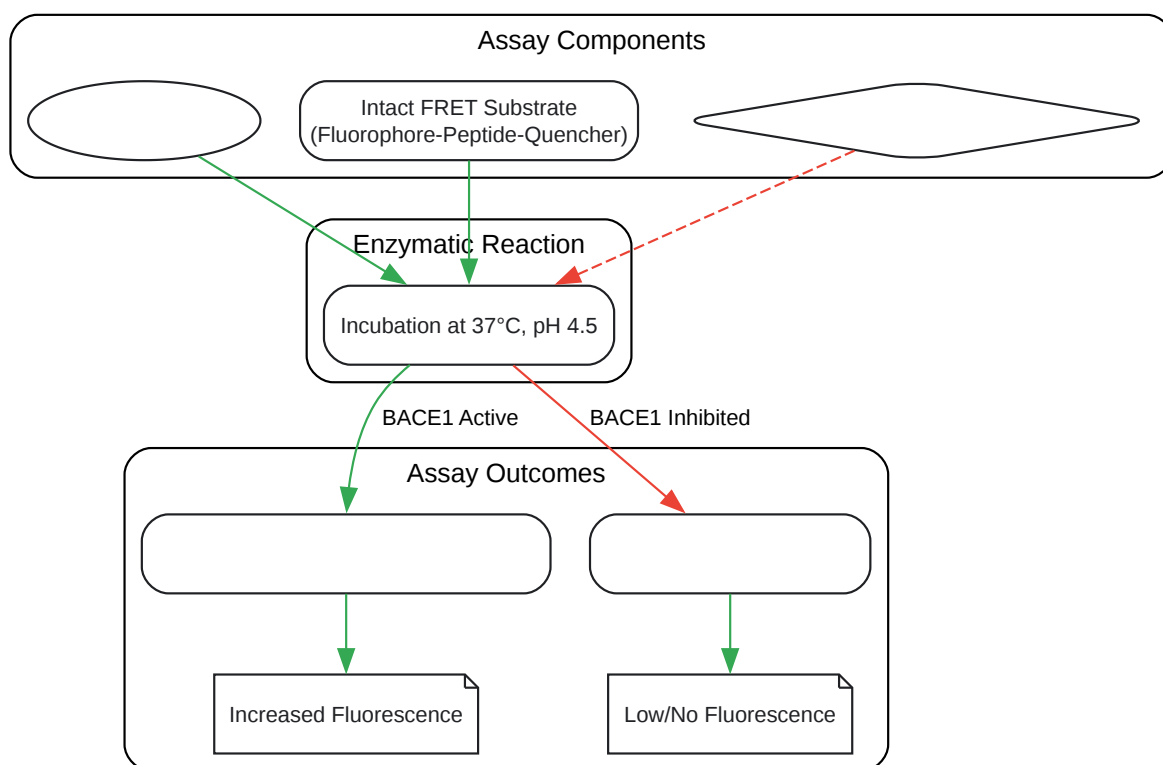 Assay Components
Intact FRET Substrate
(Fluorophore-Peptide-Quencher)
Enzymatic Reaction
Incubation at 37°C, pH 4.5
BACE1 Active
BACE1 Inhibited
Assay Outcomes
Increased Fluorescence
Low/No Fluorescence